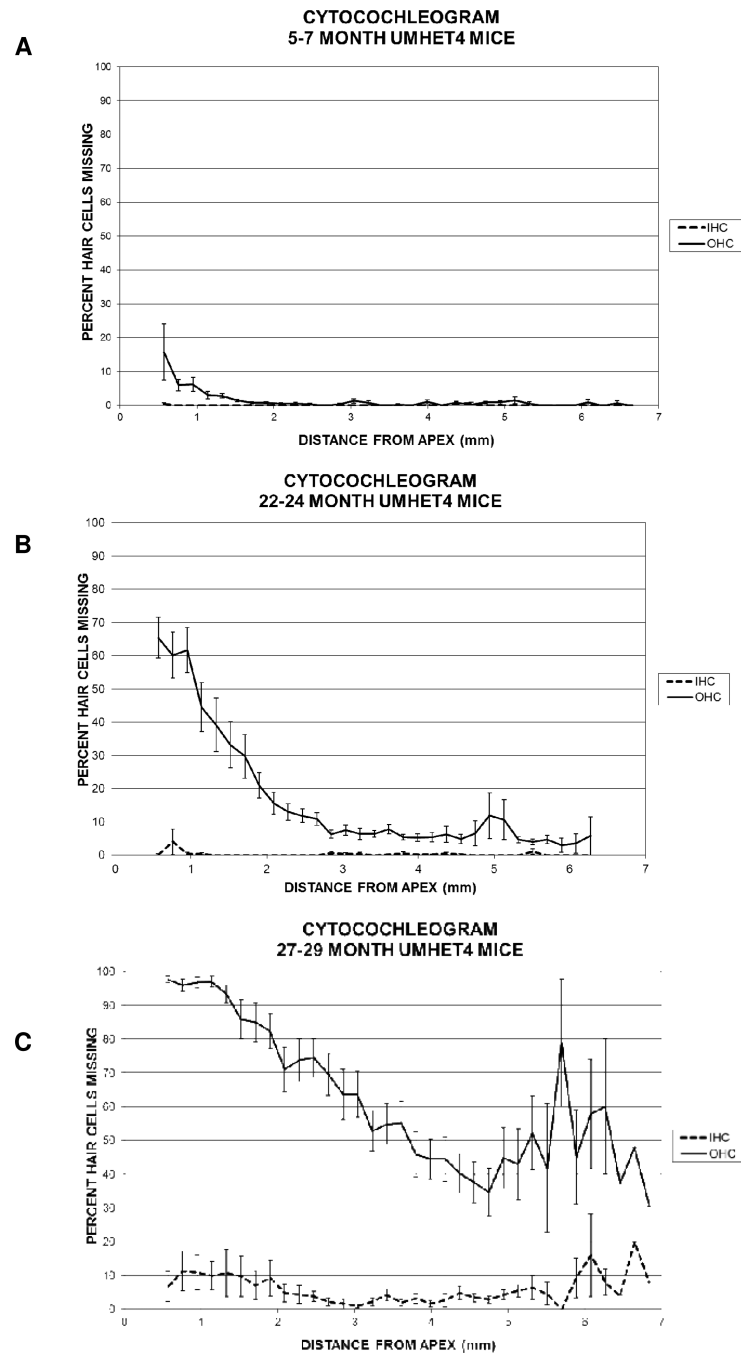 A
CYTOCOCHLEOGRAM
5-7 MONTH UMHET4 MICE
100
90
80
70
60
50
40
30
20
10
0
PERCENT HAIR CELLS MISSING
0 1 2 3 4 5 6 7
DISTANCE FROM APEX (mm)
IHC
OHC
B
CYTOCOCHLEOGRAM
22-24 MONTH UMHET4 MICE
100
90
80
70
60
50
40
30
20
10
0
PERCENT HAIR CELLS MISSING
0 1 2 3 4 5 6 7
DISTANCE FROM APEX (mm)
IHC
OHC
C
CYTOCOCHLEOGRAM
27-29 MONTH UMHET4 MICE
100
90
80
70
60
50
40
30
20
10
0
PERCENT HAIR CELLS MISSING
0 1 2 3 4 5 6 7
DISTANCE FROM APEX (mm)
IHC
OHC